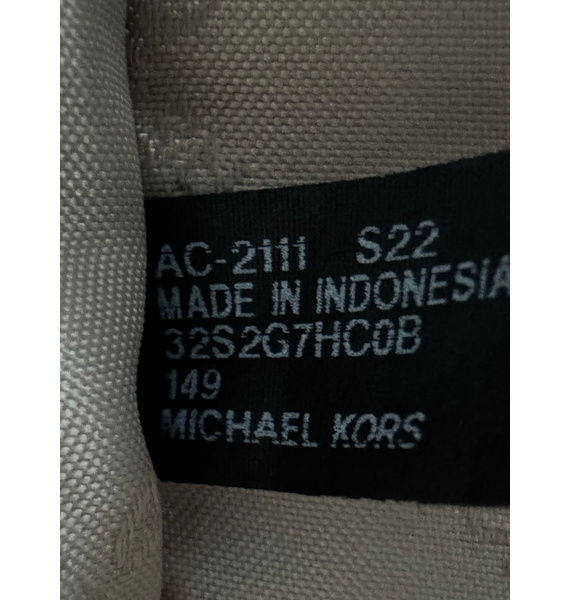 AC-2111 S22
MADE IN INDONESIA
32S2G7HC0B
149
MICHAEL KORS